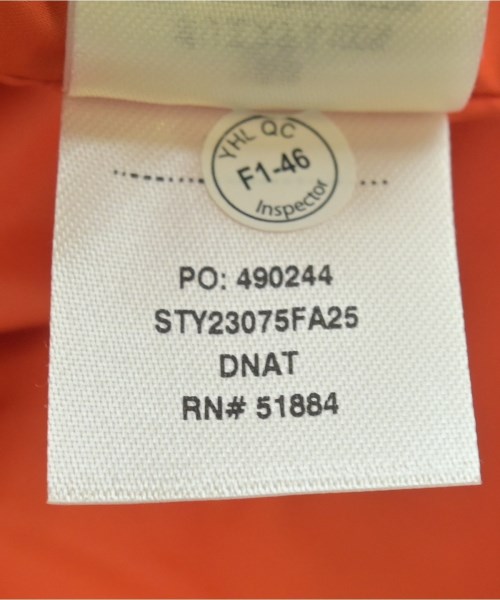 YHL QC
F1-46
Inspector
PO: 490244
STY23075FA25
DNAT
RN# 51884